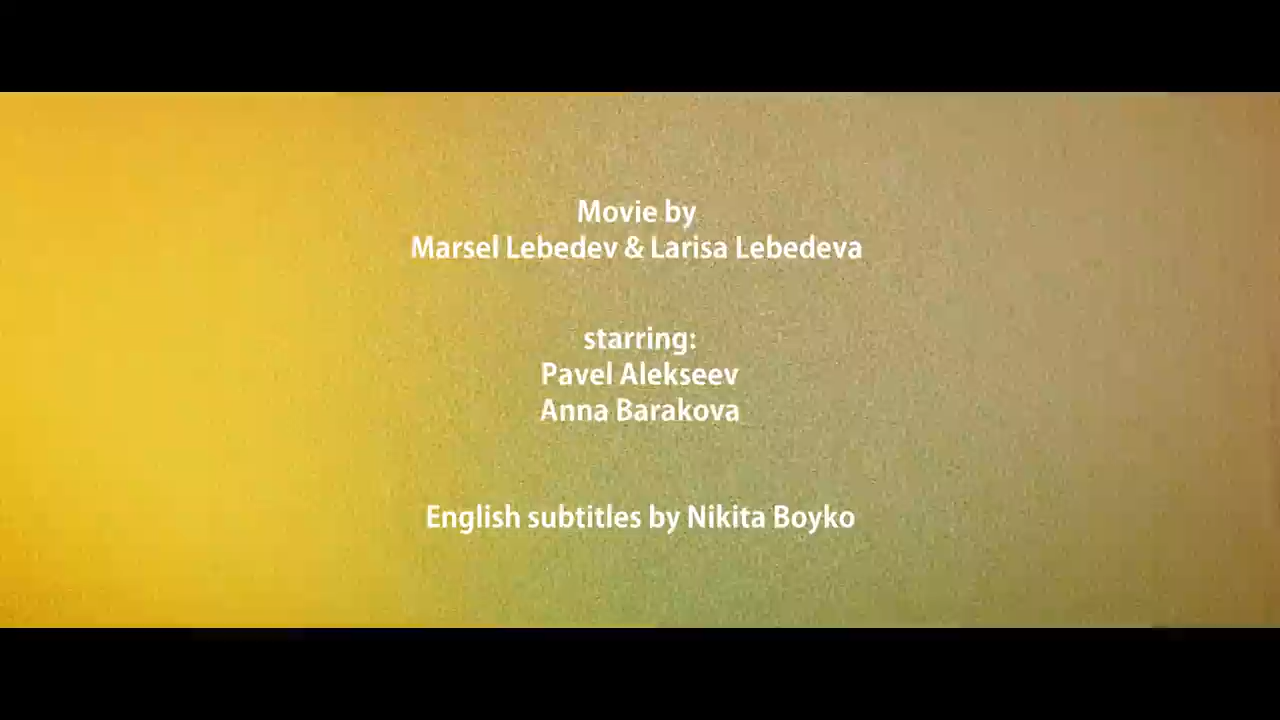 Movie by
Marsel Lebedev & Larisa Lebedeva
starring:
Pavel Alekseev
Anna Barakova
English subtitles by Nikita Boyko